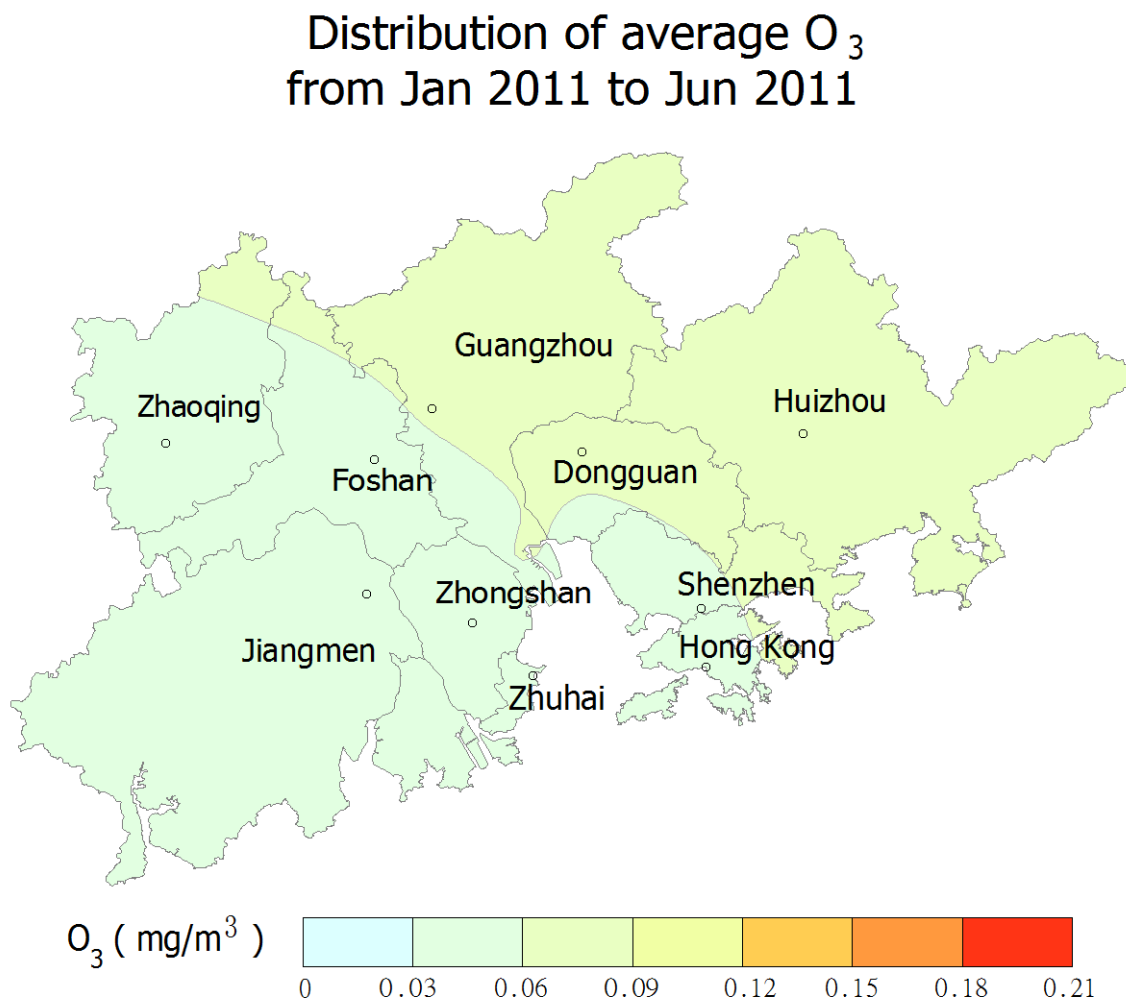 Distribution of average O₃
from Jan 2011 to Jun 2011
Guangzhou
Zhaoqing
Huizhou
Foshan
Dongguan
Shenzhen
Zhongshan
Jiangmen
Hong Kong
Zhuhai
O₃ ( mg/m³ )
0 0.03 0.06 0.09 0.12 0.15 0.18 0.21